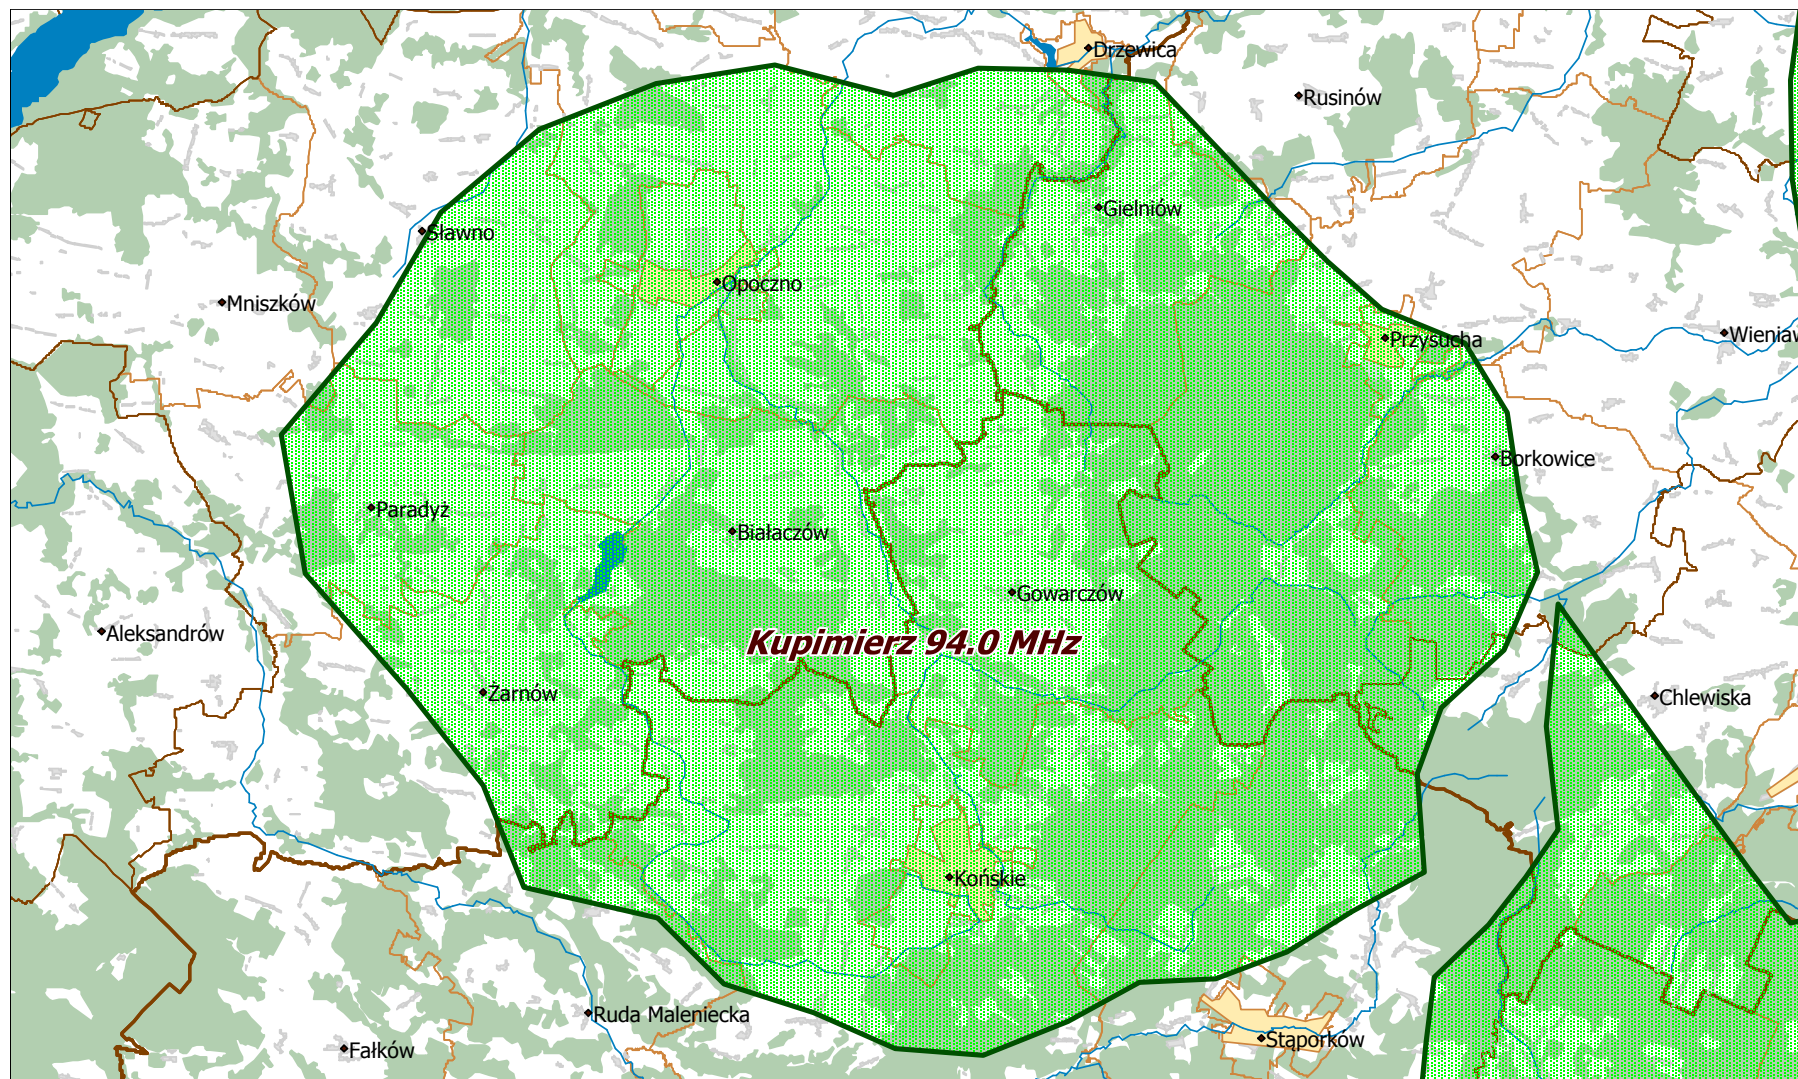 Drzewica
Rusinów
Gielniów
Sławno
Opoczno
Mniszków
Przysucha
Borkowice
Paradyż
Białaczów
Gowarczów
Aleksandrów
Kupimierz 94.0 MHz
Żarnów
Chlewiska
Końskie
Ruda Maleniecka
Stąporków
Fałków